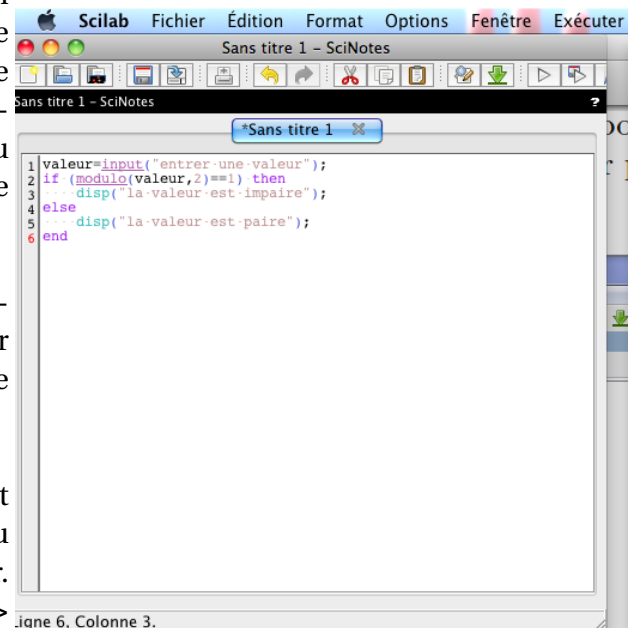 Scilab Fichier Édition Format Options Fenêtre Exécuter
Sans titre 1 – SciNotes
Sans titre 1 – SciNotes ?
*Sans titre 1
1 valeur=input("entrer une valeur");
2 if (modulo(valeur,2)==1) then
3 disp("la valeur est impaire");
4 else
5 disp("la valeur est paire");
6 end
Ligne 6, Colonne 3.